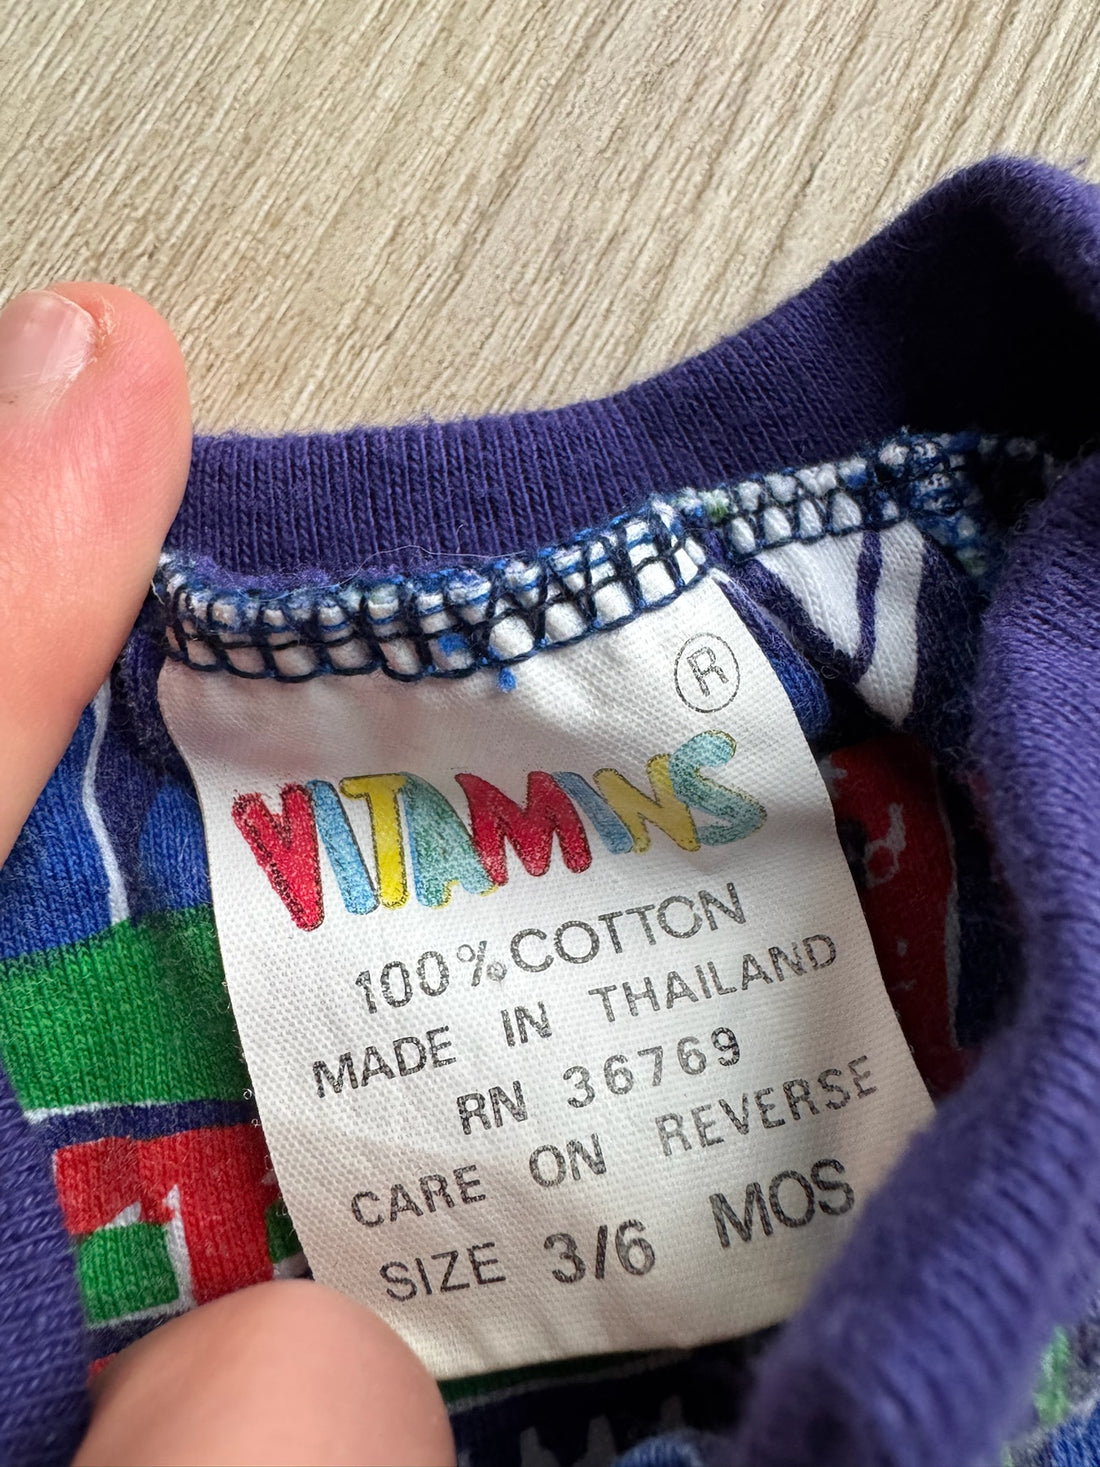 ®
VITAMINS
100% COTTON
MADE IN THAILAND
RN 36769
CARE ON REVERSE
SIZE 3/6 MOS